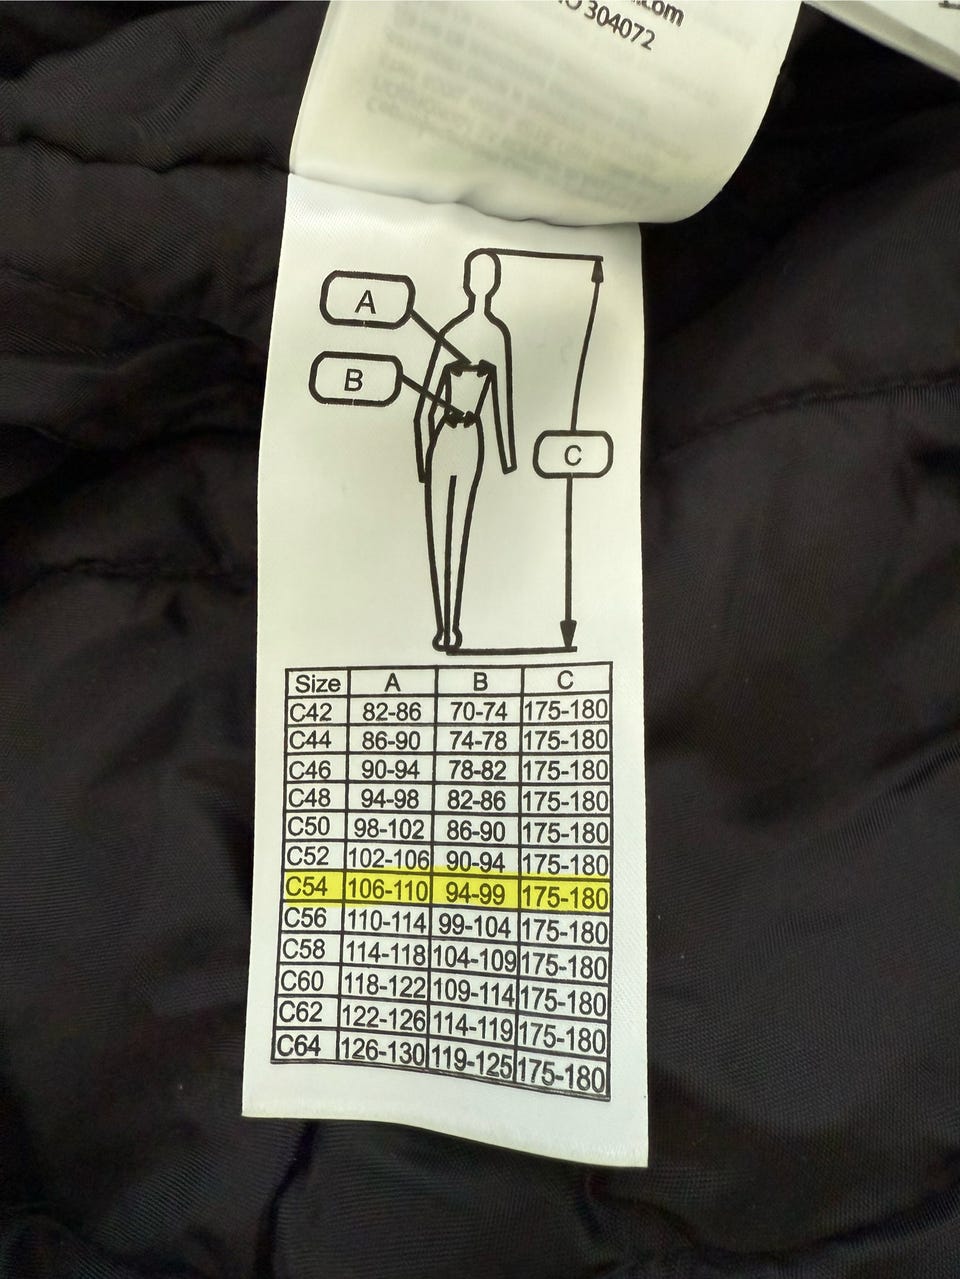 .com
304072
A
B
C
Size A B C
C42 82-86 70-74 175-180
C44 86-90 74-78 175-180
C46 90-94 78-82 175-180
C48 94-98 82-86 175-180
C50 98-102 86-90 175-180
C52 102-106 90-94 175-180
C54 106-110 94-99 175-180
C56 110-114 99-104 175-180
C58 114-118 104-109 175-180
C60 118-122 109-114 175-180
C62 122-126 114-119 175-180
C64 126-130 119-125 175-180